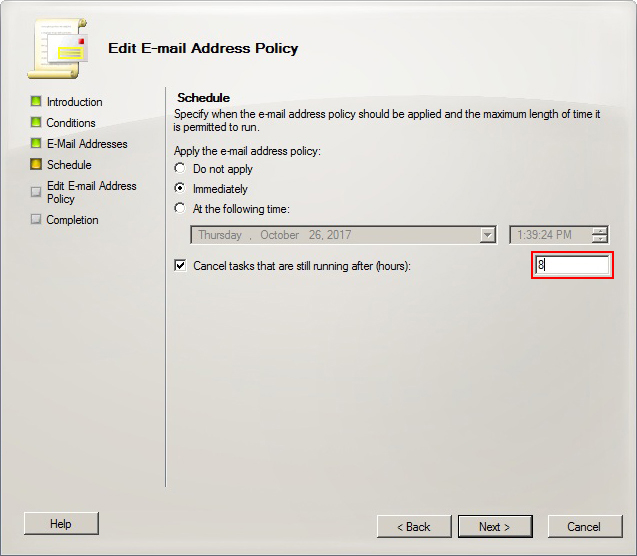 Edit E-mail Address Policy
Introduction
Conditions
E-Mail Addresses
Schedule
Edit E-mail Address
Policy
Completion
Schedule
Specify when the e-mail address policy should be applied and the maximum length of time it
is permitted to run.
Apply the e-mail address policy:
Do not apply
Immediately
At the following time:
Thursday , October 26, 2017
1:39:24 PM
Cancel tasks that are still running after (hours):
8
Help
< Back
Next >
Cancel